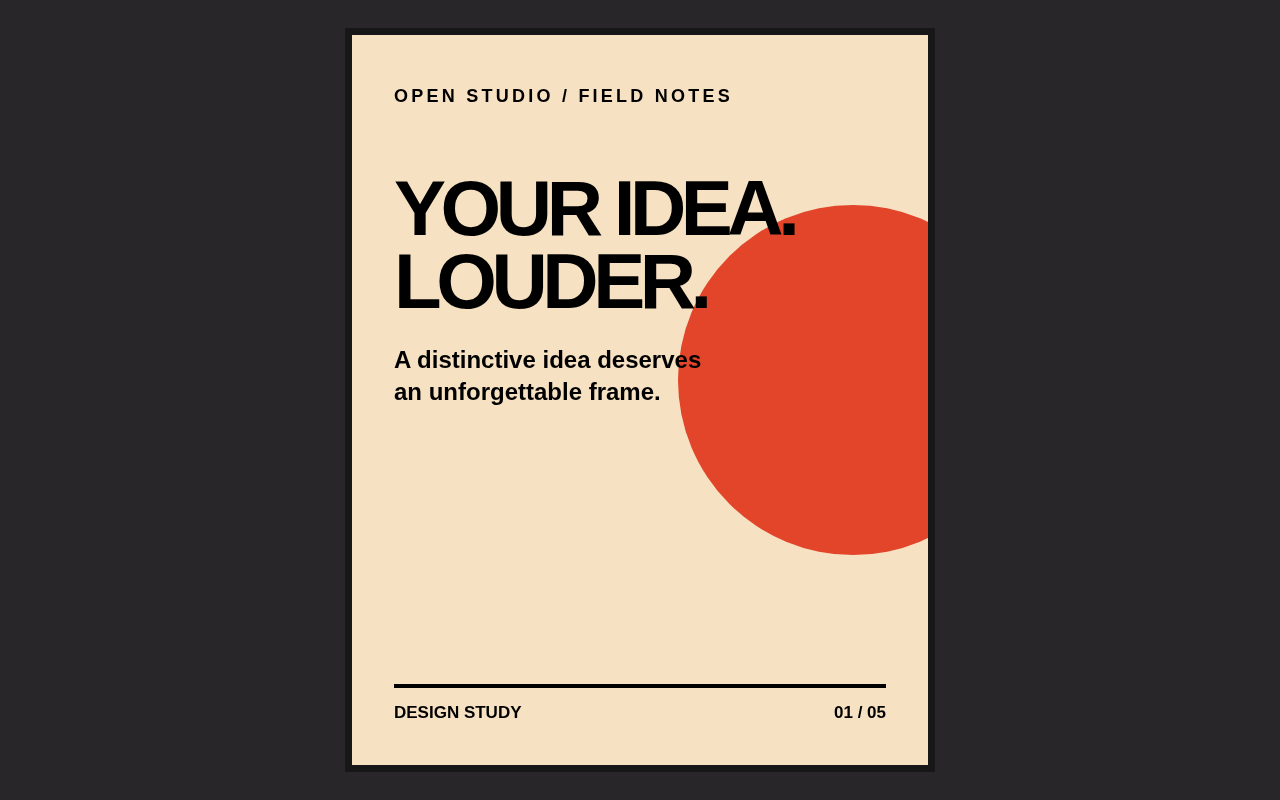 OPEN STUDIO / FIELD NOTES
YOUR IDEA.
LOUDER.
A distinctive idea deserves
an unforgettable frame.
DESIGN STUDY
01 / 05